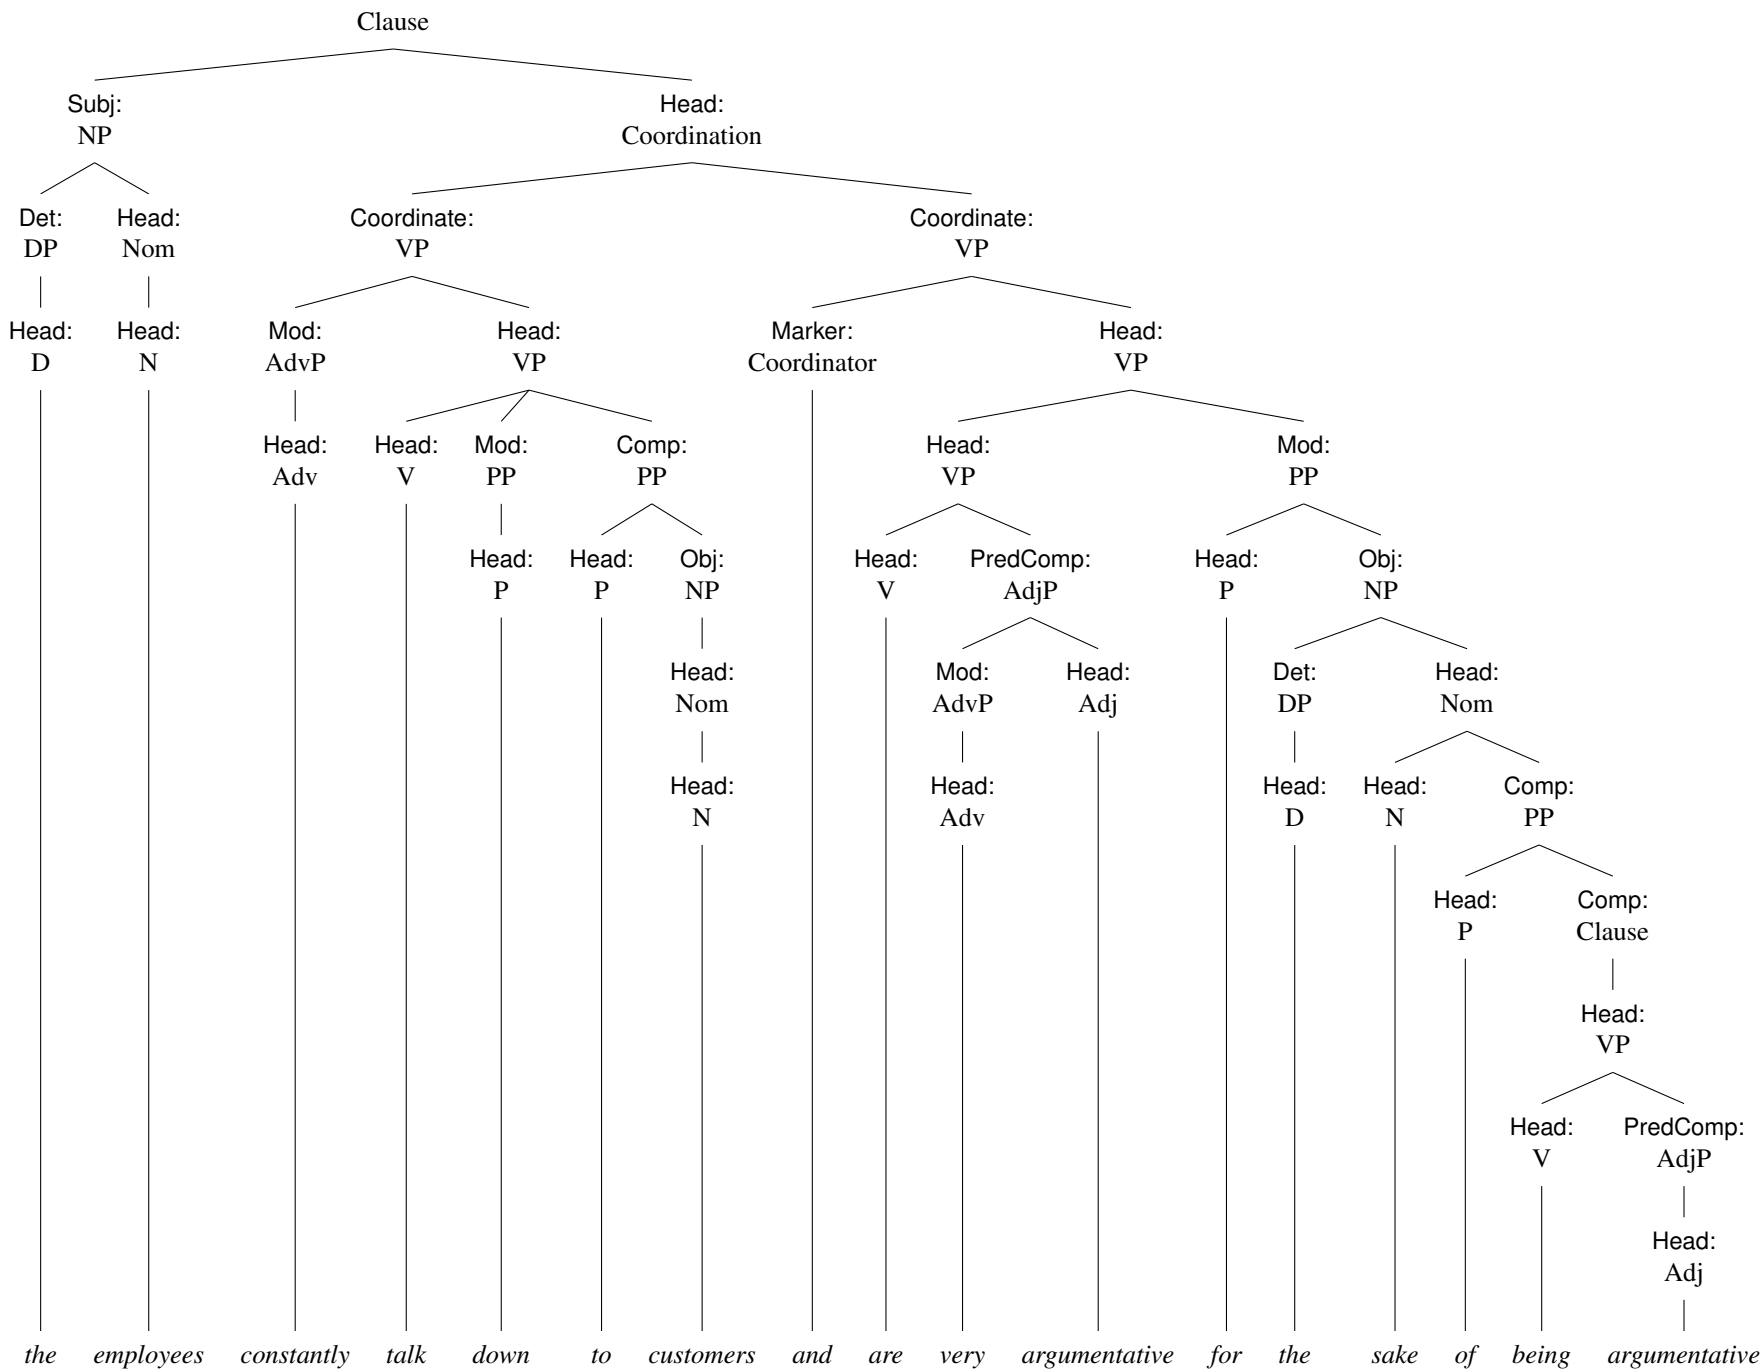 Clause
Subj: Head:
NP Coordination
Det: Head: Coordinate: Coordinate:
DP Nom VP VP
Head: Head: Mod: Head: Marker: Head:
D N AdvP VP Coordinator VP
Head: Head: Mod: Comp: Head: Mod:
Adv V PP PP VP PP
Head: Head: Obj: Head: PredComp: Head: Obj:
P P NP V AdjP P NP
Head: Mod: Head: Det: Head:
Nom AdvP Adj DP Nom
Head: Head: Head: Head: Comp:
N Adv D N PP
Head: Comp:
P Clause
Head:
VP
Head: PredComp:
V AdjP
Head:
Adj
the employees constantly talk down to customers and are very argumentative for the sake of being argumentative